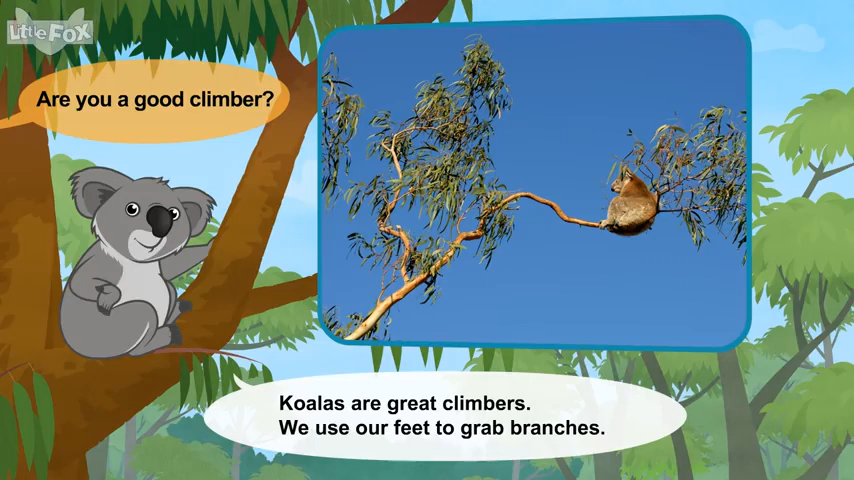 Little Fox
Are you a good climber?
Koalas are great climbers.
We use our feet to grab branches.